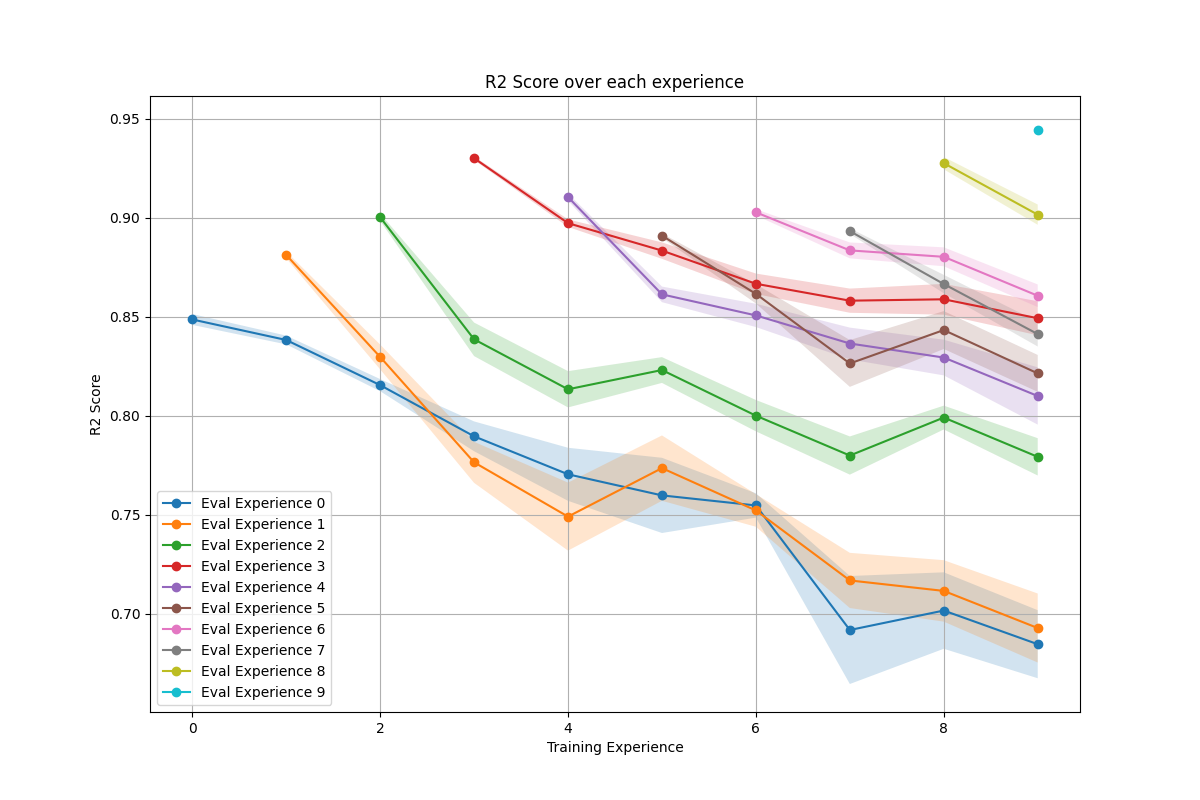 R2 Score over each experience
R2 Score
0.95
0.90
0.85
0.80
0.75
0.70
Eval Experience 0
Eval Experience 1
Eval Experience 2
Eval Experience 3
Eval Experience 4
Eval Experience 5
Eval Experience 6
Eval Experience 7
Eval Experience 8
Eval Experience 9
0 2 4 6 8
Training Experience